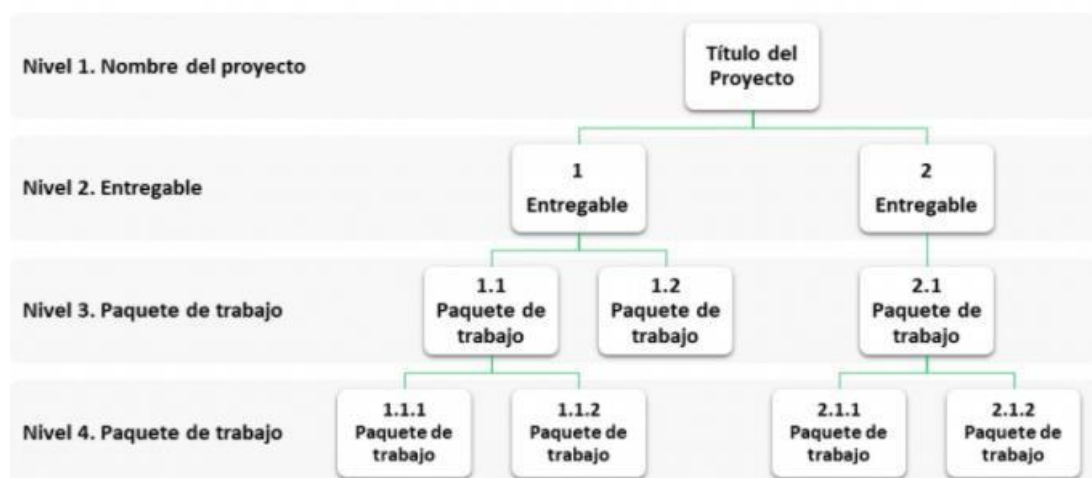 Nivel 1. Nombre del proyecto
Título del
Proyecto
Nivel 2. Entregable
1
Entregable
2
Entregable
Nivel 3. Paquete de trabajo
1.1
Paquete de
trabajo
1.2
Paquete de
trabajo
2.1
Paquete de
trabajo
Nivel 4. Paquete de trabajo
1.1.1
Paquete de
trabajo
1.1.2
Paquete de
trabajo
2.1.1
Paquete de
trabajo
2.1.2
Paquete de
trabajo